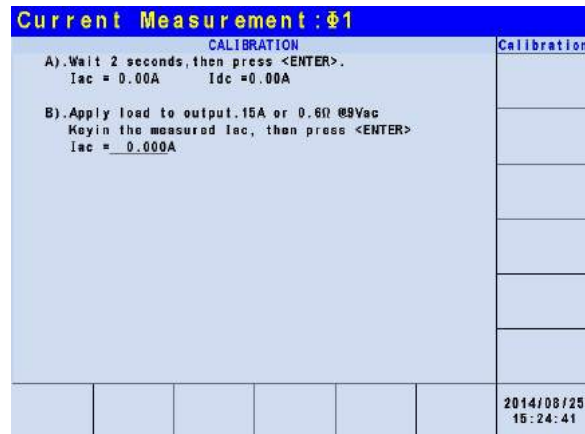 Current Measurement:Φ1
CALIBRATION
Calibration
A).Wait 2 seconds,then press <ENTER>.
Iac = 0.00A Idc =0.00A
B).Apply load to output.15A or 0.6Ω @9Vac
Keyin the measured Iac, then press <ENTER>
Iac = 0.000A
2014/08/25
15:24:41